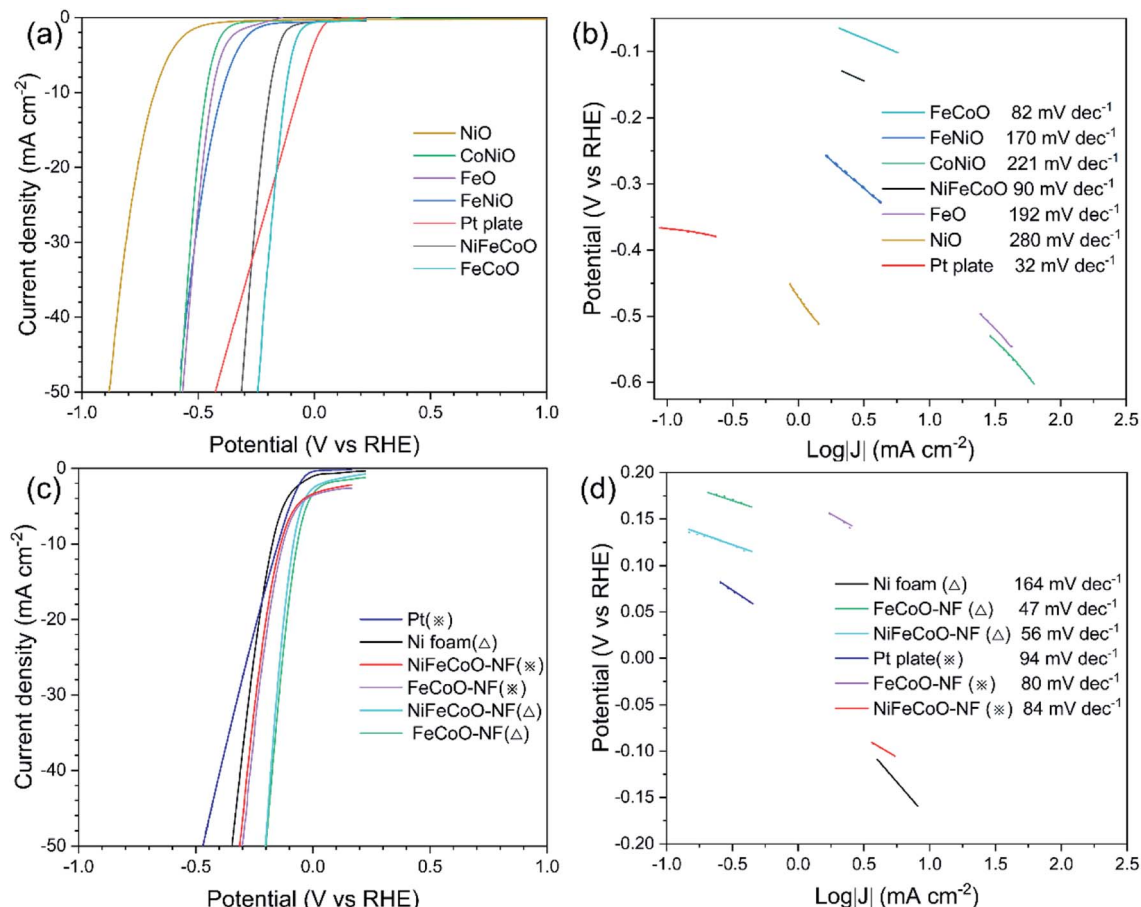 (a)
0
-10
-20
-30
-40
-50
Current density (mA cm-2)
NiO
CoNiO
FeO
FeNiO
Pt plate
NiFeCoO
FeCoO
-1.0 -0.5 0.0 0.5 1.0
Potential (V vs RHE)
(b)
-0.1
-0.2
-0.3
-0.4
-0.5
-0.6
Potential (V vs RHE)
FeCoO 82 mV dec-1
FeNiO 170 mV dec-1
CoNiO 221 mV dec-1
NiFeCoO 90 mV dec-1
FeO 192 mV dec-1
NiO 280 mV dec-1
Pt plate 32 mV dec-1
-1.0 -0.5 0.0 0.5 1.0 1.5 2.0 2.5
Log|J| (mA cm-2)
(c)
0
-10
-20
-30
-40
-50
Current density (mA cm-2)
Pt(※)
Ni foam(△)
NiFeCoO-NF(※)
FeCoO-NF(※)
NiFeCoO-NF(△)
FeCoO-NF(△)
-1.0 -0.5 0.0 0.5 1.0
Potential (V vs RHE)
(d)
0.20
0.15
0.10
0.05
0.00
-0.05
-0.10
-0.15
-0.20
Potential (V vs RHE)
Ni foam (△) 164 mV dec-1
FeCoO-NF (△) 47 mV dec-1
NiFeCoO-NF (△) 56 mV dec-1
Pt plate(※) 94 mV dec-1
FeCoO-NF (※) 80 mV dec-1
NiFeCoO-NF (※) 84 mV dec-1
-1.0 -0.5 0.0 0.5 1.0 1.5 2.0 2.5
Log|J| (mA cm-2)